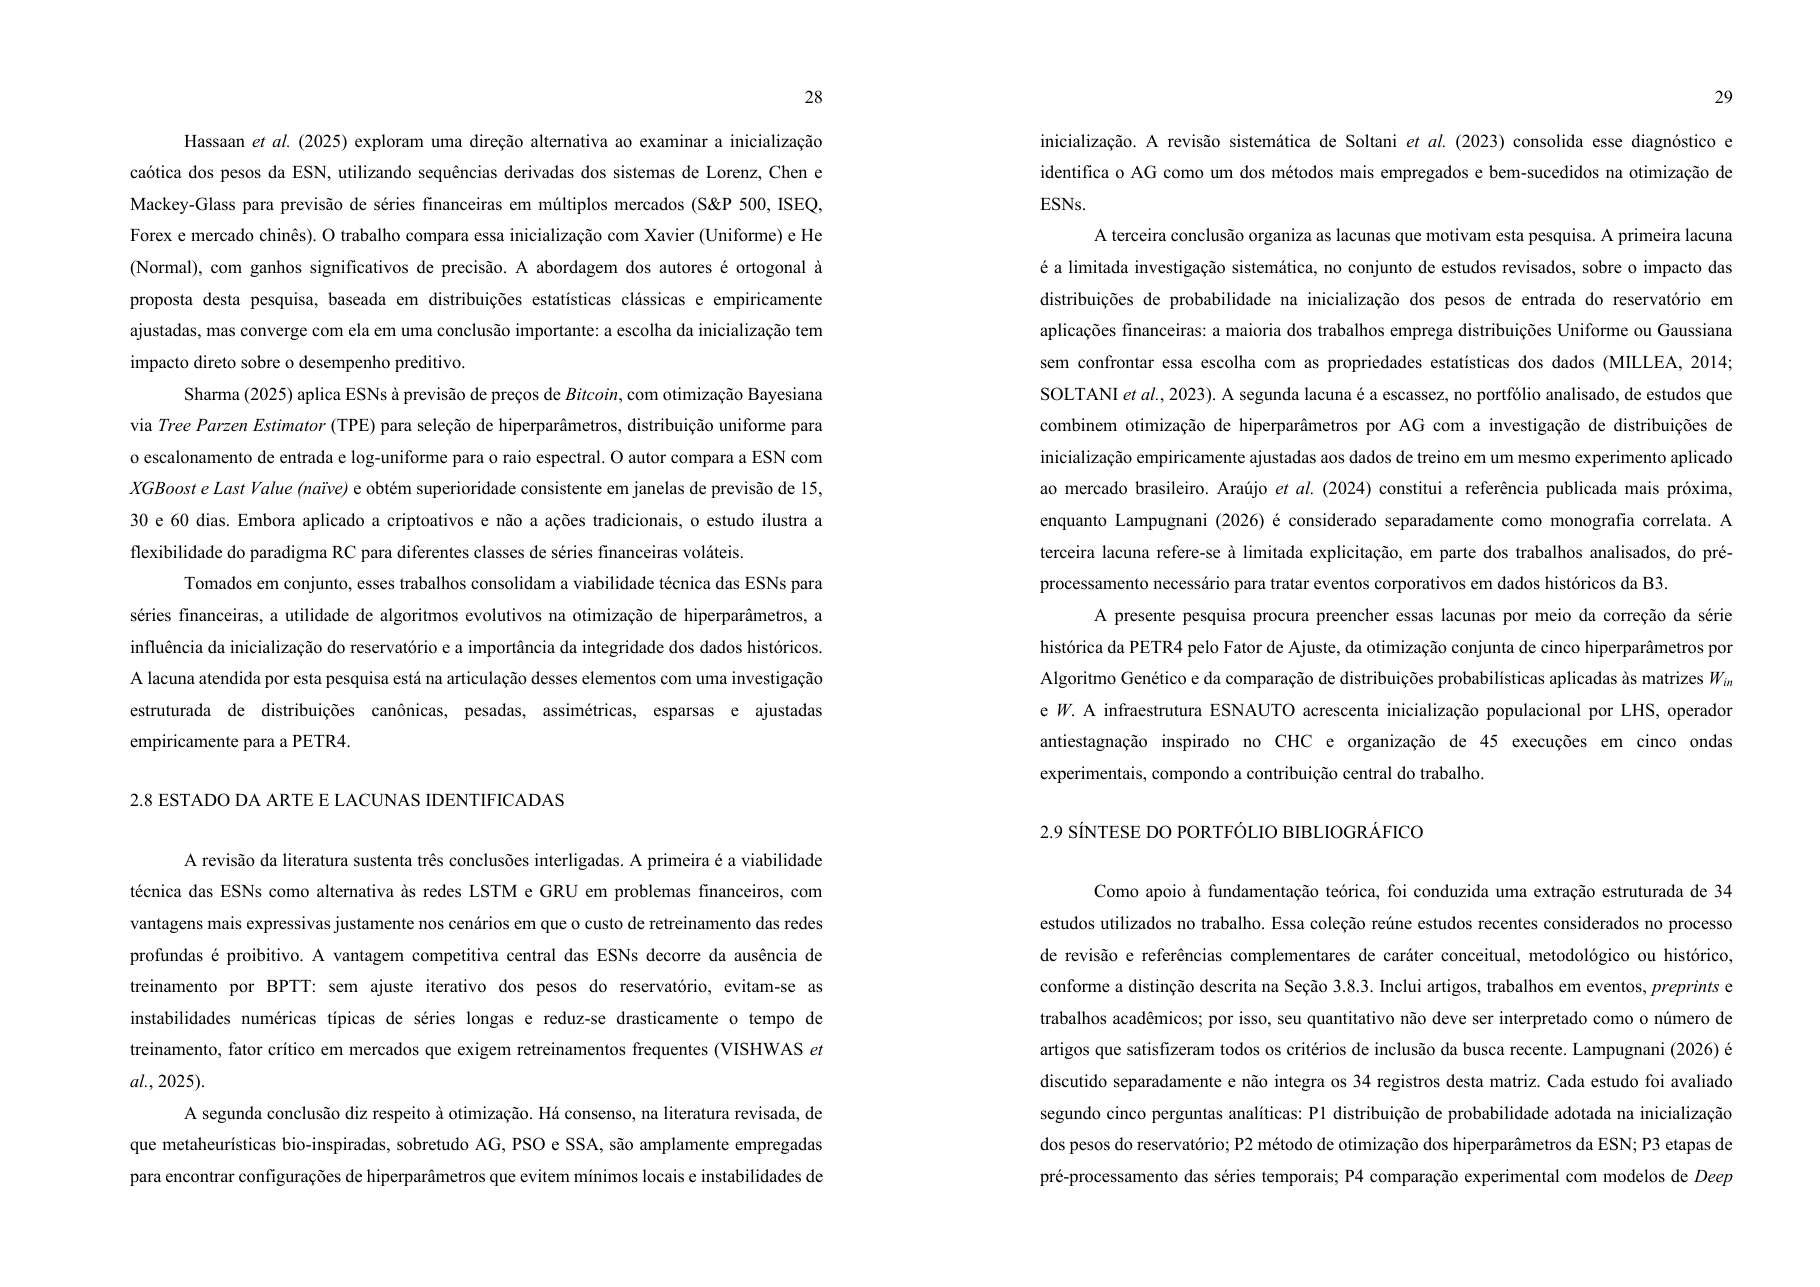 28
Hassaan et al. (2025) exploram uma direção alternativa ao examinar a inicialização
caótica dos pesos da ESN, utilizando sequências derivadas dos sistemas de Lorenz, Chen e
Mackey-Glass para previsão de séries financeiras em múltiplos mercados (S&P 500, ISEQ,
Forex e mercado chinês). O trabalho compara essa inicialização com Xavier (Uniforme) e He
(Normal), com ganhos significativos de precisão. A abordagem dos autores é ortogonal à
proposta desta pesquisa, baseada em distribuições estatísticas clássicas e empiricamente
ajustadas, mas converge com ela em uma conclusão importante: a escolha da inicialização tem
impacto direto sobre o desempenho preditivo.
Sharma (2025) aplica ESNs à previsão de preços de Bitcoin, com otimização Bayesiana
via Tree Parzen Estimator (TPE) para seleção de hiperparâmetros, distribuição uniforme para
o escalonamento de entrada e log-uniforme para o raio espectral. O autor compara a ESN com
XGBoost e Last Value (naïve) e obtém superioridade consistente em janelas de previsão de 15,
30 e 60 dias. Embora aplicado a criptoativos e não a ações tradicionais, o estudo ilustra a
flexibilidade do paradigma RC para diferentes classes de séries financeiras voláteis.
Tomados em conjunto, esses trabalhos consolidam a viabilidade técnica das ESNs para
séries financeiras, a utilidade de algoritmos evolutivos na otimização de hiperparâmetros, a
influência da inicialização do reservatório e a importância da integridade dos dados históricos.
A lacuna atendida por esta pesquisa está na articulação desses elementos com uma investigação
estruturada de distribuições canônicas, pesadas, assimétricas, esparsas e ajustadas
empiricamente para a PETR4.
2.8 ESTADO DA ARTE E LACUNAS IDENTIFICADAS
A revisão da literatura sustenta três conclusões interligadas. A primeira é a viabilidade
técnica das ESNs como alternativa às redes LSTM e GRU em problemas financeiros, com
vantagens mais expressivas justamente nos cenários em que o custo de retreinamento das redes
profundas é proibitivo. A vantagem competitiva central das ESNs decorre da ausência de
treinamento por BPTT: sem ajuste iterativo dos pesos do reservatório, evitam-se as
instabilidades numéricas típicas de séries longas e reduz-se drasticamente o tempo de
treinamento, fator crítico em mercados que exigem retreinamentos frequentes (VISHWAS et
al., 2025).
A segunda conclusão diz respeito à otimização. Há consenso, na literatura revisada, de
que metaheurísticas bio-inspiradas, sobretudo AG, PSO e SSA, são amplamente empregadas
para encontrar configurações de hiperparâmetros que evitem mínimos locais e instabilidades de
29
inicialização. A revisão sistemática de Soltani et al. (2023) consolida esse diagnóstico e
identifica o AG como um dos métodos mais empregados e bem-sucedidos na otimização de
ESNs.
A terceira conclusão organiza as lacunas que motivam esta pesquisa. A primeira lacuna
é a limitada investigação sistemática, no conjunto de estudos revisados, sobre o impacto das
distribuições de probabilidade na inicialização dos pesos de entrada do reservatório em
aplicações financeiras: a maioria dos trabalhos emprega distribuições Uniforme ou Gaussiana
sem confrontar essa escolha com as propriedades estatísticas dos dados (MILLEA, 2014;
SOLTANI et al., 2023). A segunda lacuna é a escassez, no portfólio analisado, de estudos que
combinem otimização de hiperparâmetros por AG com a investigação de distribuições de
inicialização empiricamente ajustadas aos dados de treino em um mesmo experimento aplicado
ao mercado brasileiro. Araújo et al. (2024) constitui a referência publicada mais próxima,
enquanto Lampugnani (2026) é considerado separadamente como monografia correlata. A
terceira lacuna refere-se à limitada explicitação, em parte dos trabalhos analisados, do pré-
processamento necessário para tratar eventos corporativos em dados históricos da B3.
A presente pesquisa procura preencher essas lacunas por meio da correção da série
histórica da PETR4 pelo Fator de Ajuste, da otimização conjunta de cinco hiperparâmetros por
Algoritmo Genético e da comparação de distribuições probabilísticas aplicadas às matrizes Win
e W. A infraestrutura ESNAUTO acrescenta inicialização populacional por LHS, operador
antiestagnação inspirado no CHC e organização de 45 execuções em cinco ondas
experimentais, compondo a contribuição central do trabalho.
2.9 SÍNTESE DO PORTFÓLIO BIBLIOGRÁFICO
Como apoio à fundamentação teórica, foi conduzida uma extração estruturada de 34
estudos utilizados no trabalho. Essa coleção reúne estudos recentes considerados no processo
de revisão e referências complementares de caráter conceitual, metodológico ou histórico,
conforme a distinção descrita na Seção 3.8.3. Inclui artigos, trabalhos em eventos, preprints e
trabalhos acadêmicos; por isso, seu quantitativo não deve ser interpretado como o número de
artigos que satisfizeram todos os critérios de inclusão da busca recente. Lampugnani (2026) é
discutido separadamente e não integra os 34 registros desta matriz. Cada estudo foi avaliado
segundo cinco perguntas analíticas: P1 distribuição de probabilidade adotada na inicialização
dos pesos do reservatório; P2 método de otimização dos hiperparâmetros da ESN; P3 etapas de
pré-processamento das séries temporais; P4 comparação experimental com modelos de Deep